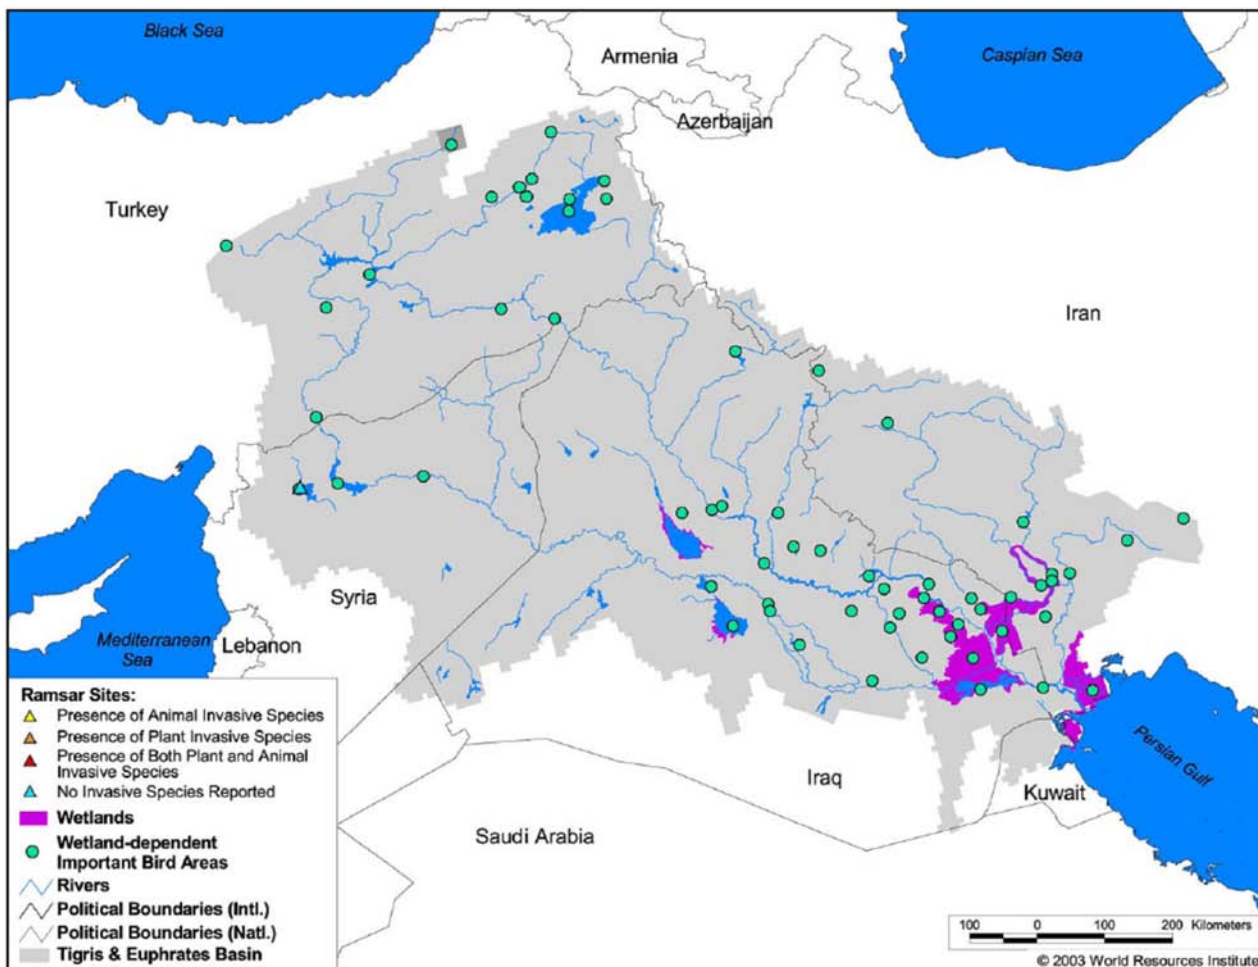 Black Sea
Caspian Sea
Armenia
Azerbaijan
Turkey
Iran
Syria
Mediterranean
Sea
Lebanon
Iraq
Persian Gulf
Kuwait
Saudi Arabia
Ramsar Sites:
Presence of Animal Invasive Species
Presence of Plant Invasive Species
Presence of Both Plant and Animal
Invasive Species
No Invasive Species Reported
Wetlands
Wetland-dependent
Important Bird Areas
Rivers
Political Boundaries (Intl.)
Political Boundaries (Natl.)
Tigris & Euphrates Basin
100 0 100 200 Kilometers
© 2003 World Resources Institute